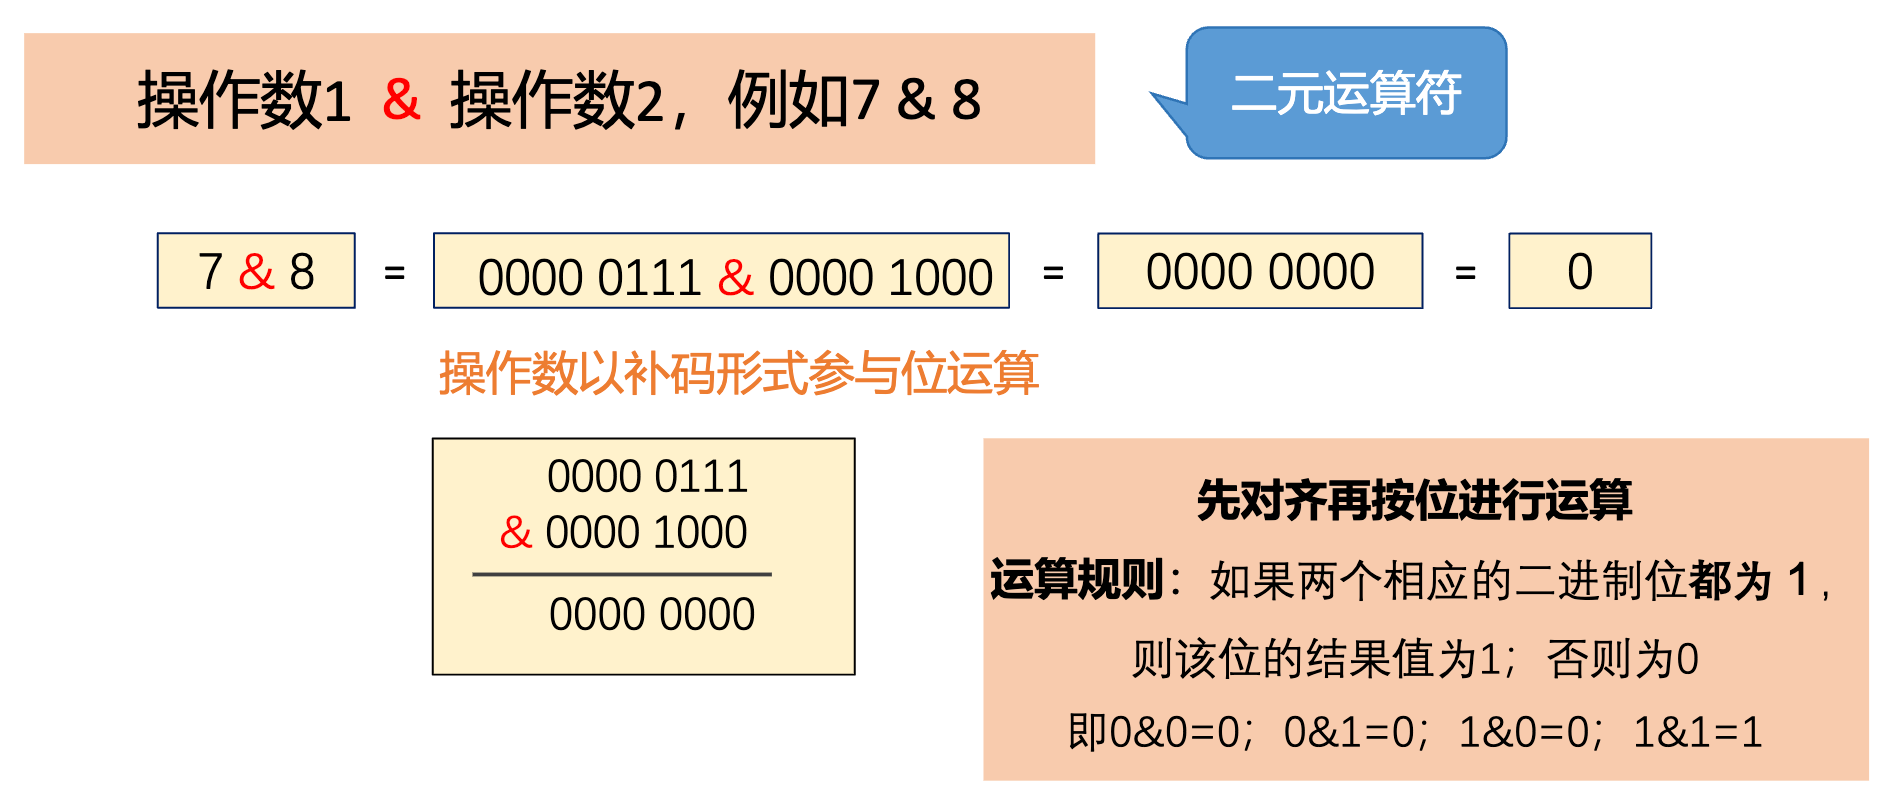 操作数1 & 操作数2，例如7 & 8
二元运算符
7 & 8 = 0000 0111 & 0000 1000 = 0000 0000 = 0
操作数以补码形式参与位运算
0000 0111
& 0000 1000
0000 0000
先对齐再按位进行运算
运算规则：如果两个相应的二进制位都为 1，
则该位的结果值为1；否则为0
即0&0=0；0&1=0；1&0=0；1&1=1